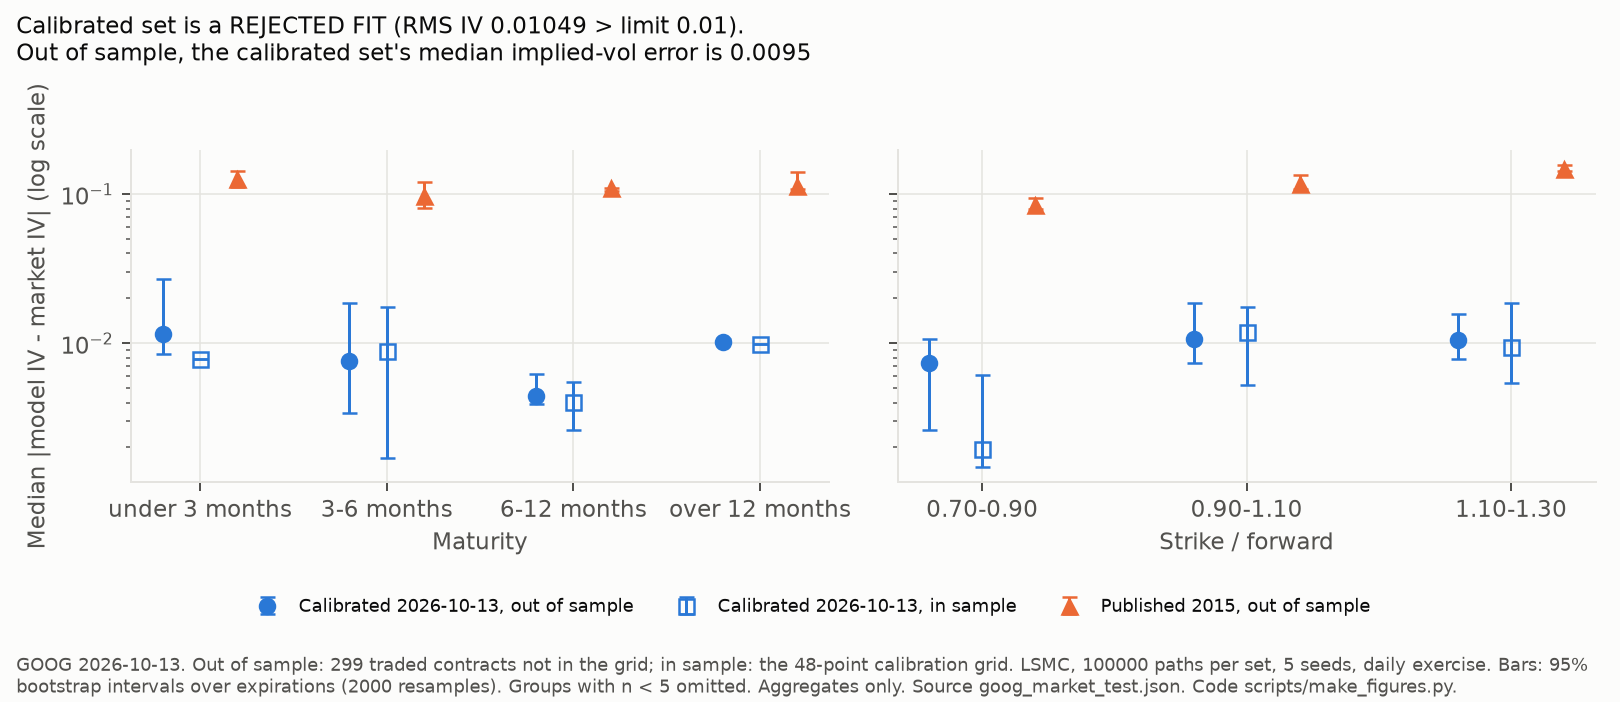 Calibrated set is a REJECTED FIT (RMS IV 0.01049 > limit 0.01).
Out of sample, the calibrated set's median implied-vol error is 0.0095
Median |model IV - market IV| (log scale)
10⁻¹
10⁻²
under 3 months
3-6 months
6-12 months
over 12 months
Maturity
0.70-0.90
0.90-1.10
1.10-1.30
Strike / forward
Calibrated 2026-10-13, out of sample
Calibrated 2026-10-13, in sample
Published 2015, out of sample
GOOG 2026-10-13. Out of sample: 299 traded contracts not in the grid; in sample: the 48-point calibration grid. LSMC, 100000 paths per set, 5 seeds, daily exercise. Bars: 95%
bootstrap intervals over expirations (2000 resamples). Groups with n < 5 omitted. Aggregates only. Source goog_market_test.json. Code scripts/make_figures.py.